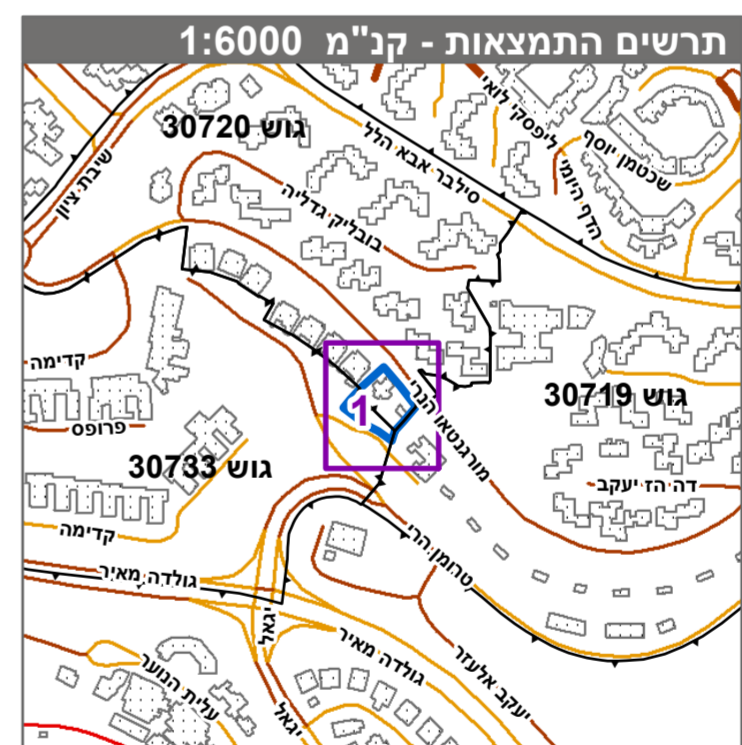 תרשים התמצאות - קנ"מ 1:6000
ליפסקי לואי
גוש 30720
סילבר אבא הלל
שכטמן יוסף
שיבת ציון
הדף היומי
בובליק גדליה
קדימה
גוש 30719
1
מורגנטאו הנרי
פרופס
גוש 30733
דה הז יעקב
קדימה
טרומן הרי
גולדה מאיר
יגאל
גולדה מאיר
יעקב אלעזר
עלית הנוער
יגאל